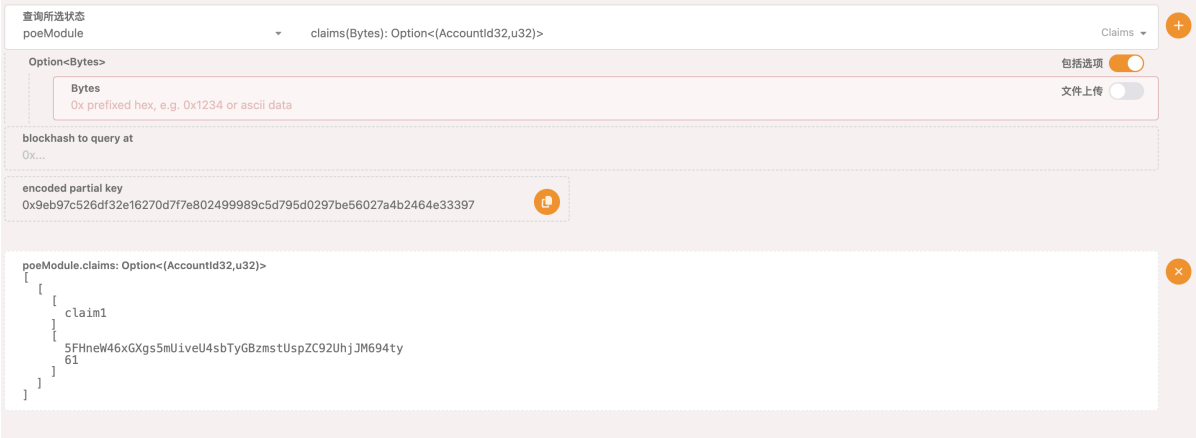 查询所选状态
poeModule
claims(Bytes): Option<(AccountId32,u32)>
Claims
Option<Bytes>
包括选项
Bytes
0x prefixed hex, e.g. 0x1234 or ascii data
文件上传
blockhash to query at
0x...
encoded partial key
0x9eb97c526df32e16270d7f7e802499989c5d795d0297be56027a4b2464e33397
poeModule.claims: Option<(AccountId32,u32)>
[
[
[
claim1
]
[
5FHneW46xGXgs5mUiveU4sbTyGBzmstUspZC92UhjJM694ty
61
]
]
]